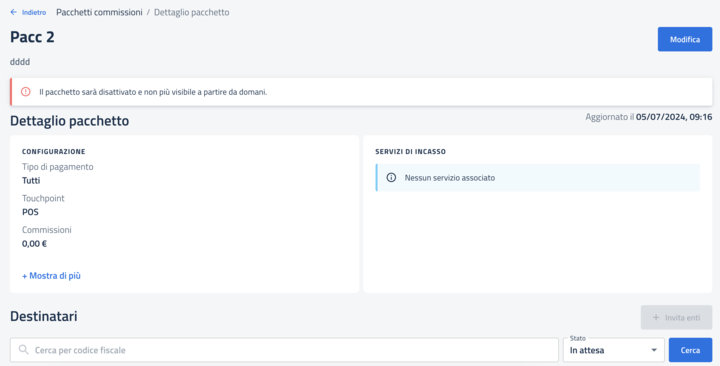 Indietro Pacchetti commissioni / Dettaglio pacchetto
Pacc 2
Modifica
dddd
Il pacchetto sarà disattivato e non più visibile a partire da domani.
Dettaglio pacchetto
Aggiornato il 05/07/2024, 09:16
CONFIGURAZIONE
Tipo di pagamento
Tutti
Touchpoint
POS
Commissioni
0,00 €
+ Mostra di più
SERVIZI DI INCASSO
Nessun servizio associato
Destinatari
+ Invita enti
Cerca per codice fiscale
Stato
In attesa
Cerca